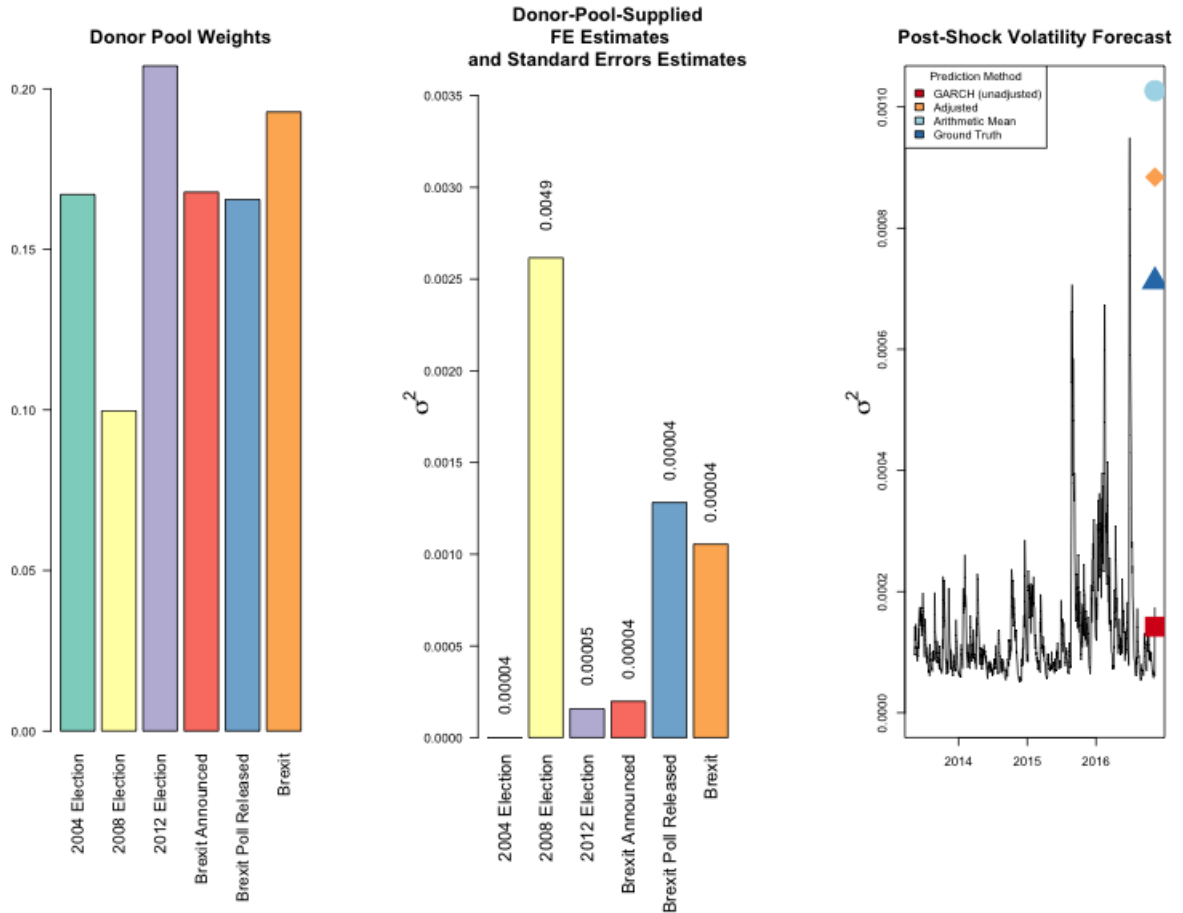 Donor Pool Weights
0.20
0.15
0.10
0.05
0.00
2004 Election
2008 Election
2012 Election
Brexit Announced
Brexit Poll Released
Brexit
Donor-Pool-Supplied
FE Estimates
and Standard Errors Estimates
σ²
0.0035
0.0030
0.0025
0.0020
0.0015
0.0010
0.0005
0.0000
0.00004
0.0049
0.00005
0.00004
0.00004
0.00004
2004 Election
2008 Election
2012 Election
Brexit Announced
Brexit Poll Released
Brexit
Post-Shock Volatility Forecast
Prediction Method
GARCH (unadjusted)
Adjusted
Arithmetic Mean
Ground Truth
σ²
0.0010
0.0008
0.0006
0.0004
0.0002
0.0000
2014
2015
2016